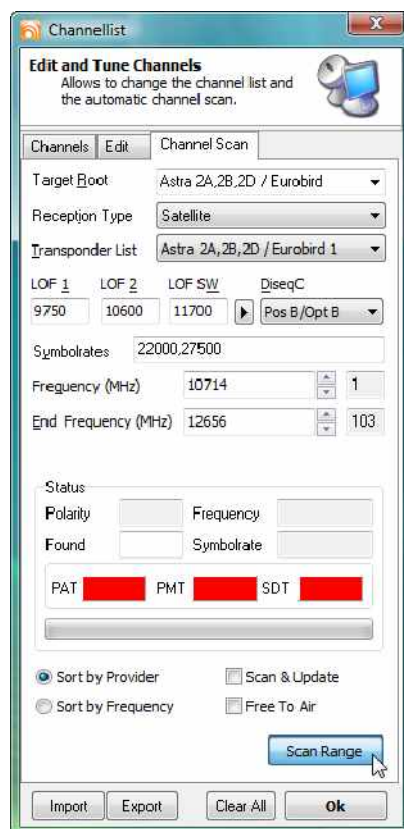 Channellist
X
Edit and Tune Channels
Allows to change the channel list and
the automatic channel scan.
Channels Edit Channel Scan
Target Root Astra 2A,2B,2D / Eurobird
Reception Type Satellite
Transponder List Astra 2A,2B,2D / Eurobird 1
LOF 1 LOF 2 LOF SW DiseqC
9750 10600 11700 Pos B/Opt B
Symbolrates 22000,27500
Frequency (MHz) 10714 1
End Frequency (MHz) 12656 103
Status
Polarity Frequency
Found Symbolrate
PAT PMT SDT
Sort by Provider Scan & Update
Sort by Frequency Free To Air
Scan Range
Import Export Clear All Ok